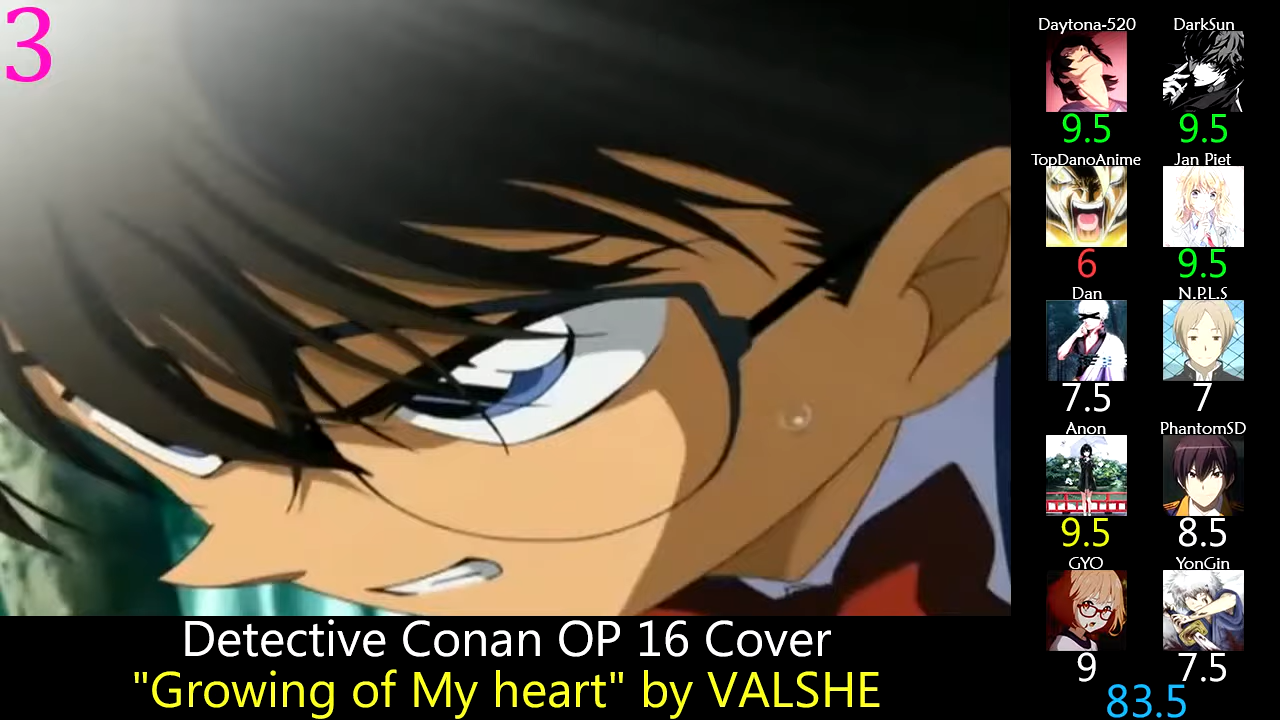 3
Daytona-520 DarkSun
9.5 9.5
TopDanoAnime Jan Piet
6 9.5
Dan N.P.L.S
7.5 7
Anon PhantomSD
9.5 8.5
GYO YonGin
9 7.5
83.5
Detective Conan OP 16 Cover
"Growing of My heart" by VALSHE